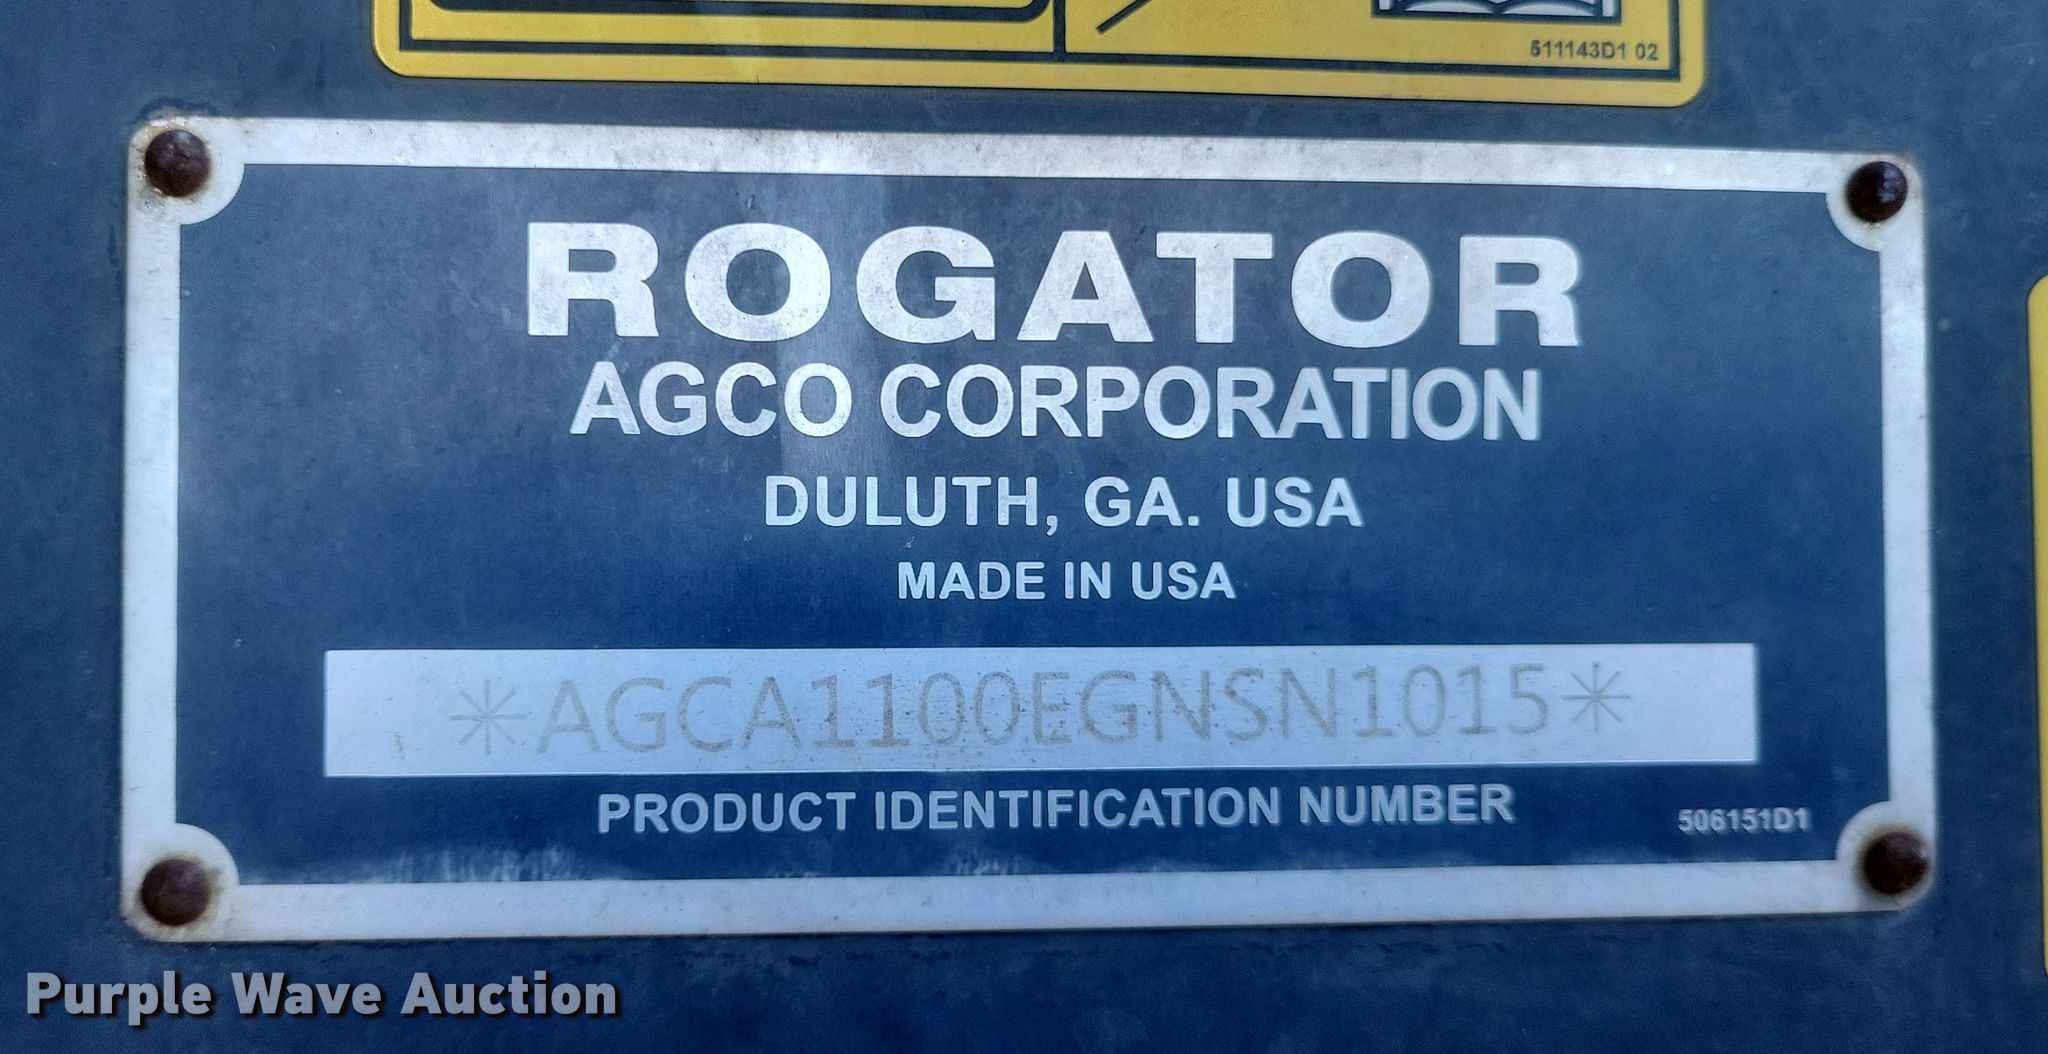 511143D1 02
ROGATOR
AGCO CORPORATION
DULUTH, GA. USA
MADE IN USA
*AGCA1100EGNSN1015*
PRODUCT IDENTIFICATION NUMBER
506151D1
Purple Wave Auction